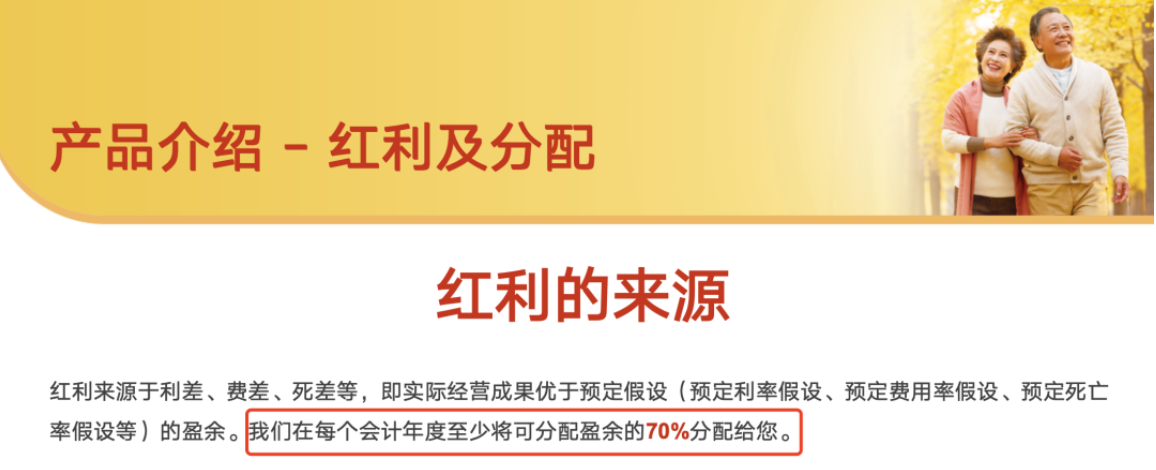 产品介绍 - 红利及分配
红利的来源
红利来源于利差、费差、死差等，即实际经营成果优于预定假设（预定利率假设、预定费用率假设、预定死亡
率假设等）的盈余。我们在每个会计年度至少将可分配盈余的70%分配给您。